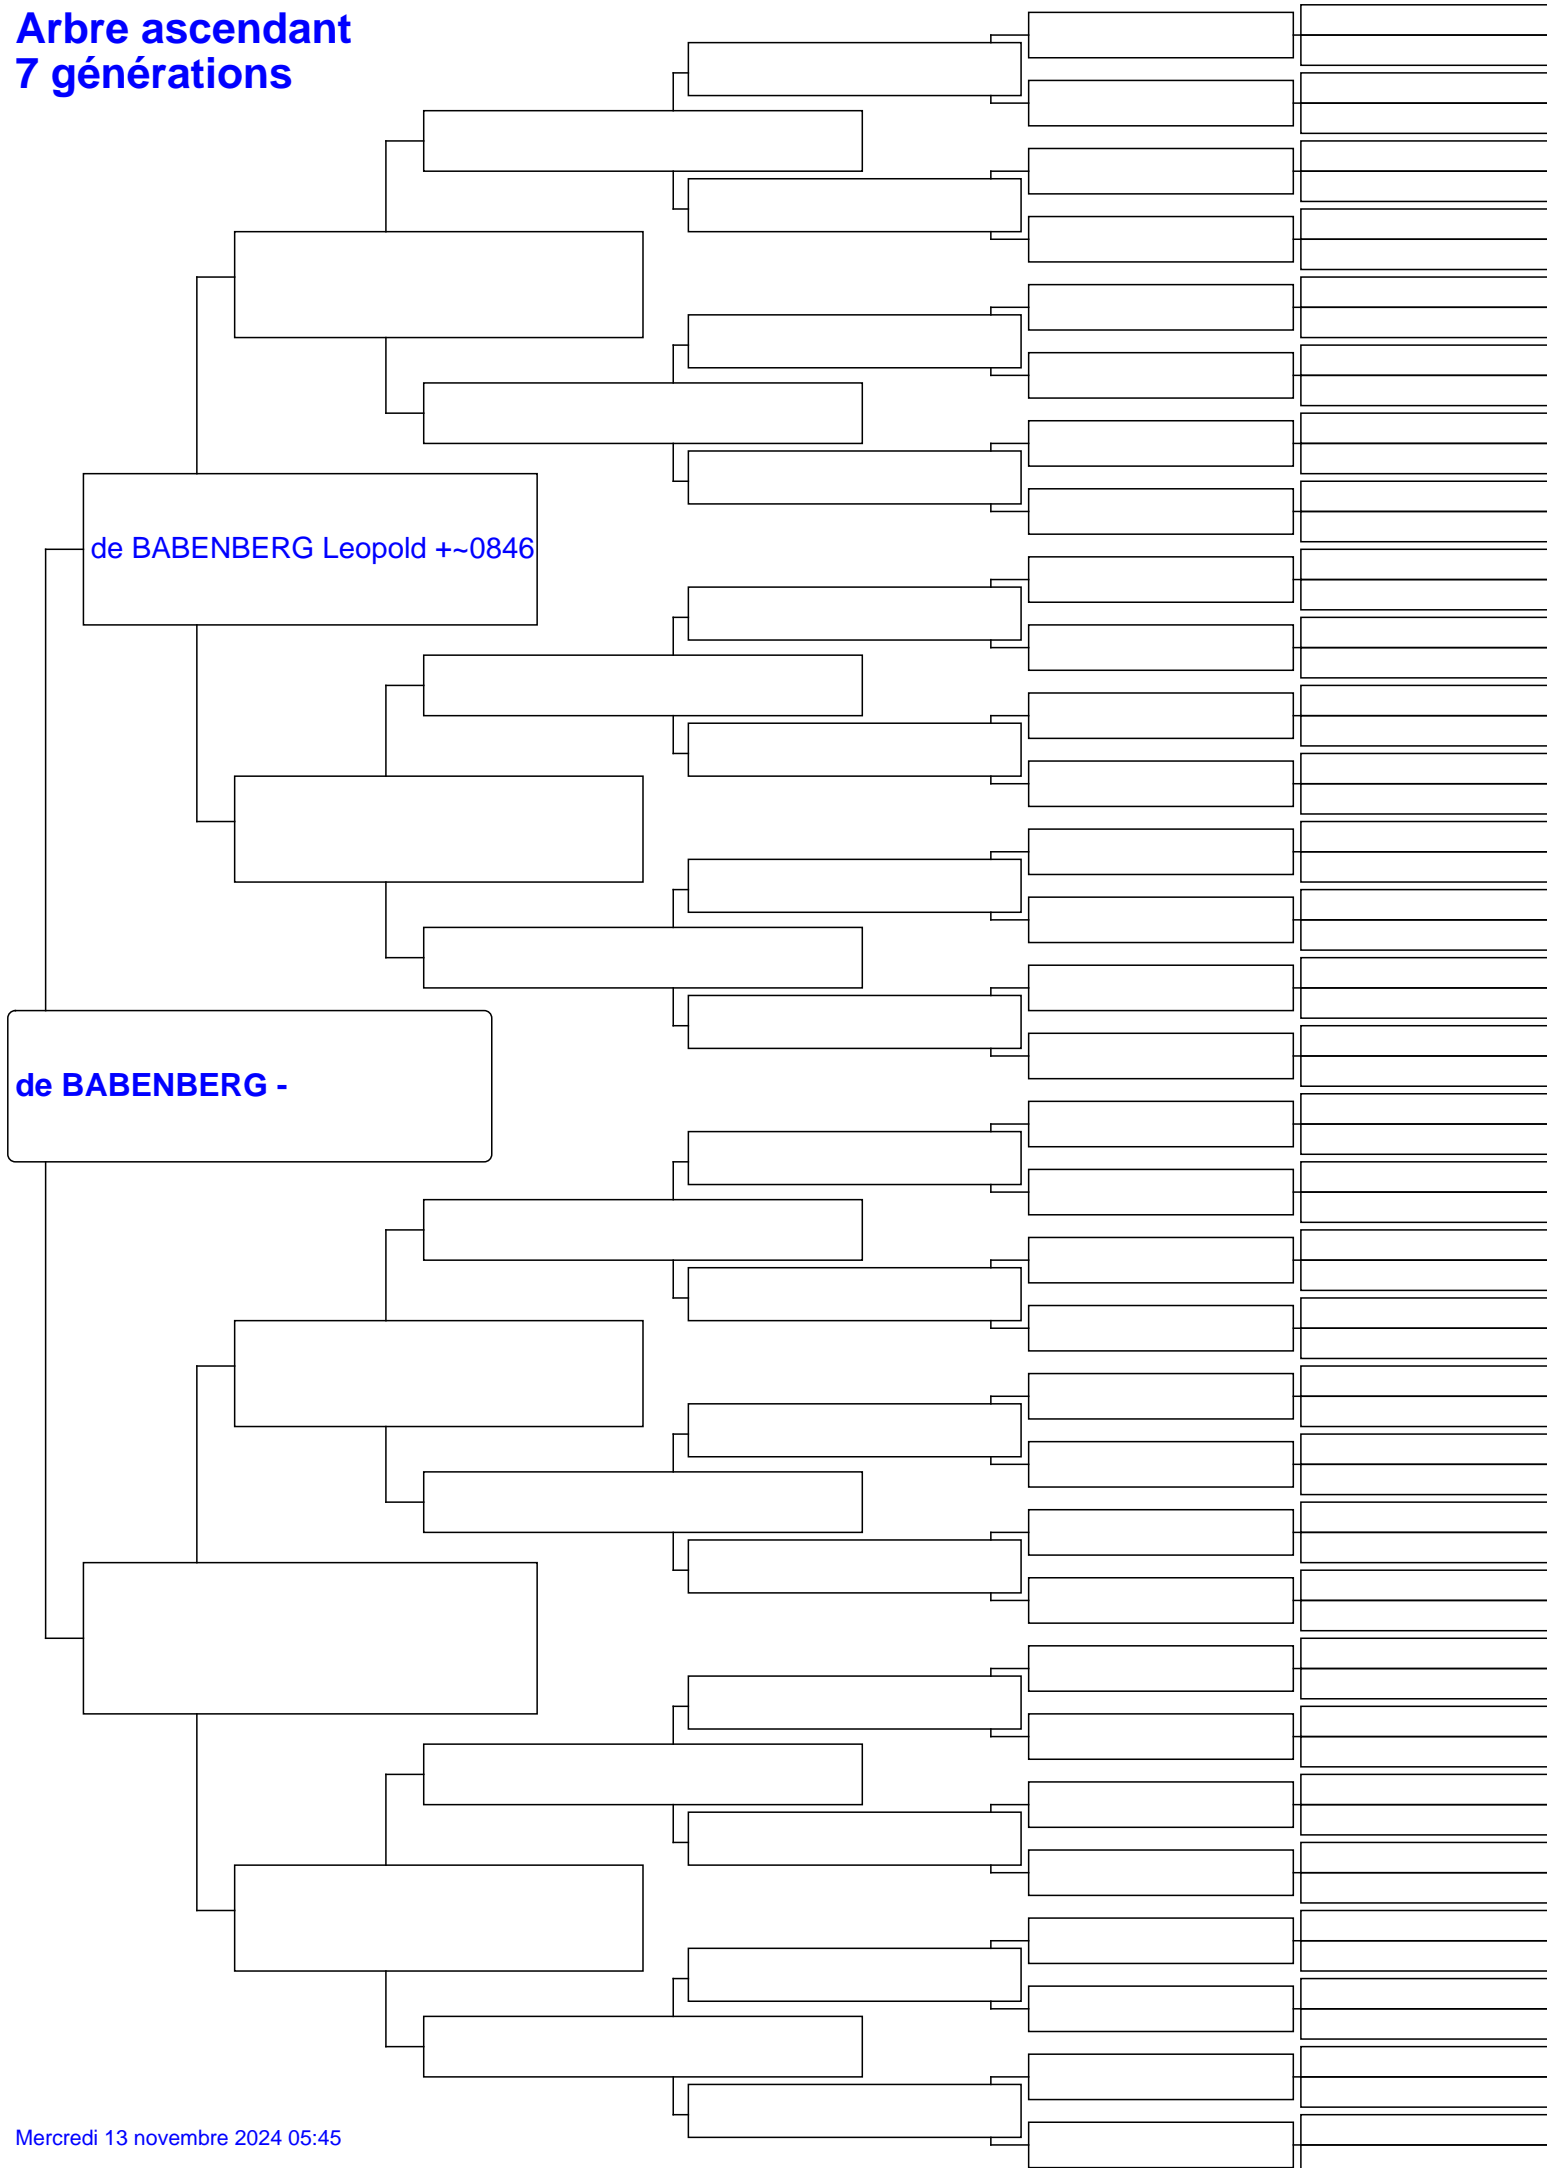 Arbre ascendant
7 générations
de BABENBERG Leopold +~0846
de BABENBERG -
Mercredi 13 novembre 2024 05:45